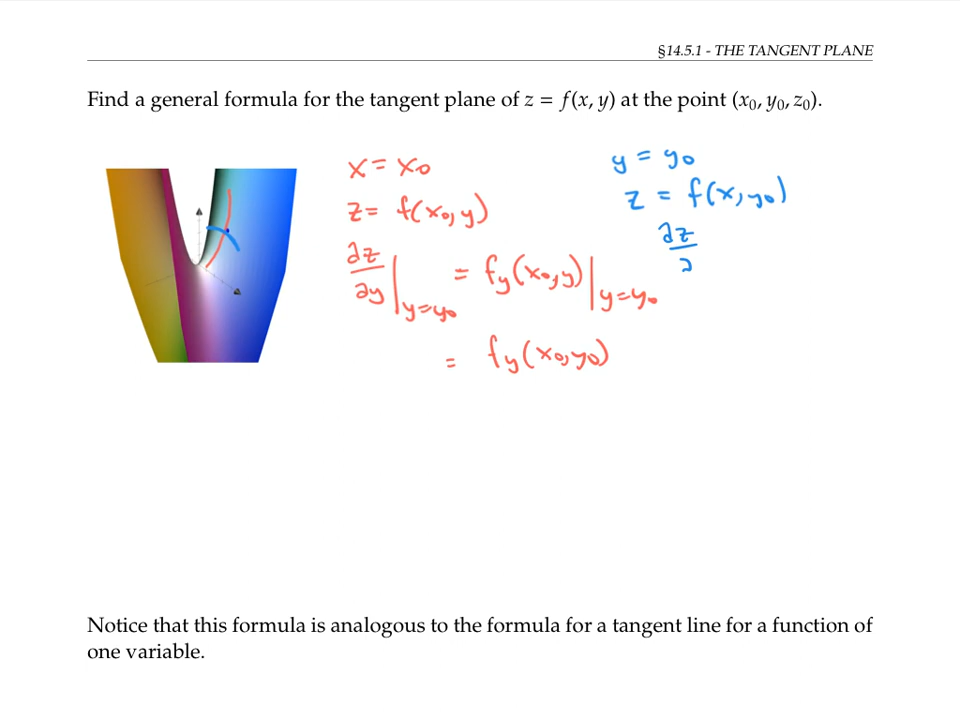 §14.5.1 - THE TANGENT PLANE
Find a general formula for the tangent plane of z = f(x, y) at the point (x₀, y₀, z₀).
x = x₀
z = f(x₀, y)
∂z/∂y |y=y₀ = fy(x₀, y)|y=y₀
= fy(x₀, y₀)
y = y₀
z = f(x, y₀)
∂z/∂
Notice that this formula is analogous to the formula for a tangent line for a function of
one variable.